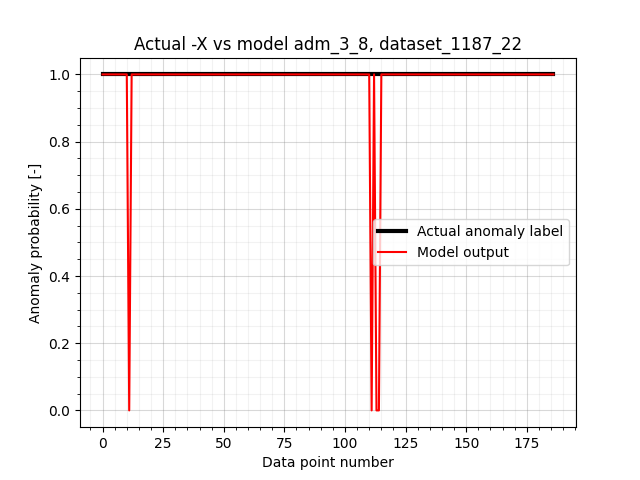 Actual -X vs model adm_3_8, dataset_1187_22
1.0
0.8
0.6
0.4
0.2
0.0
Anomaly probability [-]
Actual anomaly label
Model output
0 25 50 75 100 125 150 175
Data point number